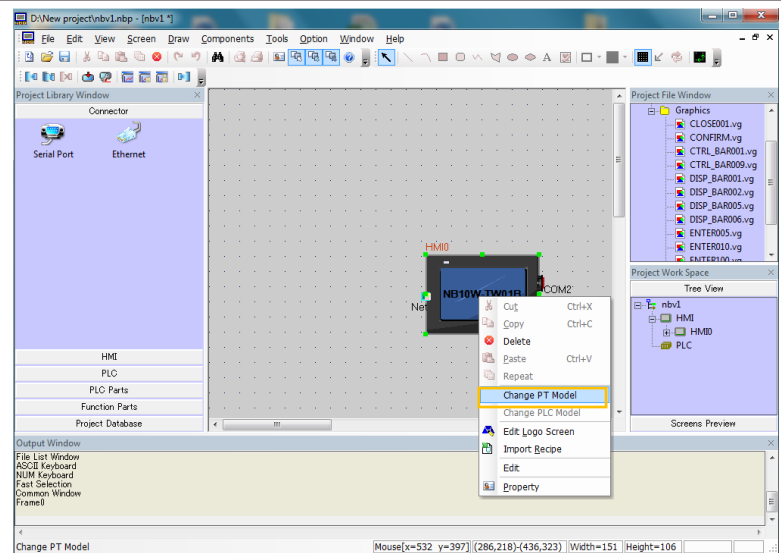 D:\New project\nbv1.nbp - [nbv1 *]
File Edit View Screen Draw Components Tools Option Window Help
Project Library Window
Connector
Serial Port Ethernet
HMI
PLC
PLC Parts
Function Parts
Project Database
HMI0
NB10W-TW01B
COM2
Net
Cut Ctrl+X
Copy Ctrl+C
Delete
Paste Ctrl+V
Repeat
Change PT Model
Change PLC Model
Edit Logo Screen
Import Recipe
Edit
Property
Project File Window
Graphics
CLOSE001.vg
CONFIRM.vg
CTRL_BAR001.vg
CTRL_BAR009.vg
DISP_BAR001.vg
DISP_BAR002.vg
DISP_BAR005.vg
DISP_BAR006.vg
ENTER005.vg
ENTER010.vg
ENTER100.vg
Project Work Space
Tree View
nbv1
HMI
HMI0
PLC
Screens Preview
Output Window
File List Window
ASCII Keyboard
NUM Keyboard
Fast Selection
Common Window
Frame0
Change PT Model
Mouse[x=532 y=397] (286,218)-(436,323) Width=151 Height=106